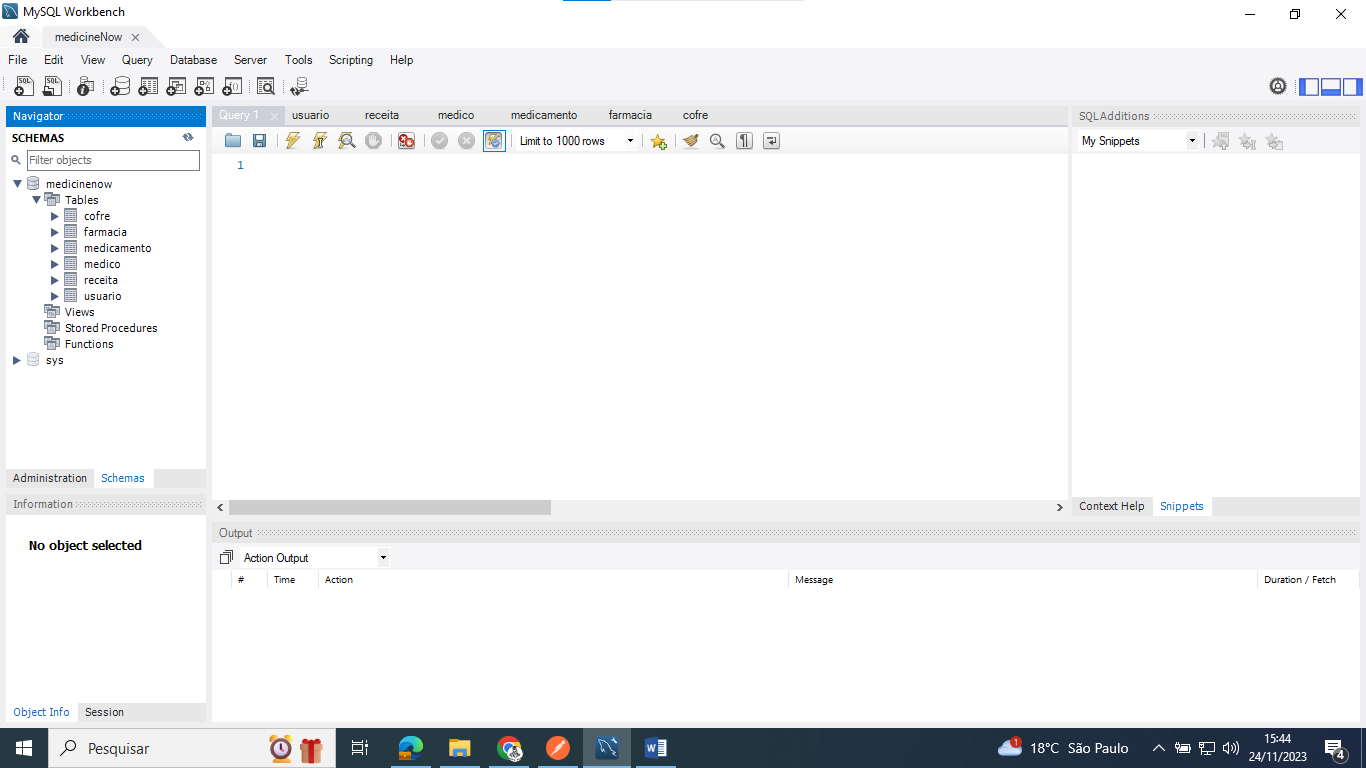 MySQL Workbench
medicineNow
File Edit View Query Database Server Tools Scripting Help
Navigator
SCHEMAS
Filter objects
medicinenow
Tables
cofre
farmacia
medicamento
medico
receita
usuario
Views
Stored Procedures
Functions
sys
Administration Schemas
Information
No object selected
Object Info Session
Query 1 usuario receita medico medicamento farmacia cofre
Limit to 1000 rows
1
SQLAdditions
My Snippets
Context Help Snippets
Output
Action Output
# Time Action Message Duration / Fetch
Pesquisar
1
18°C São Paulo
15:44
24/11/2023
4